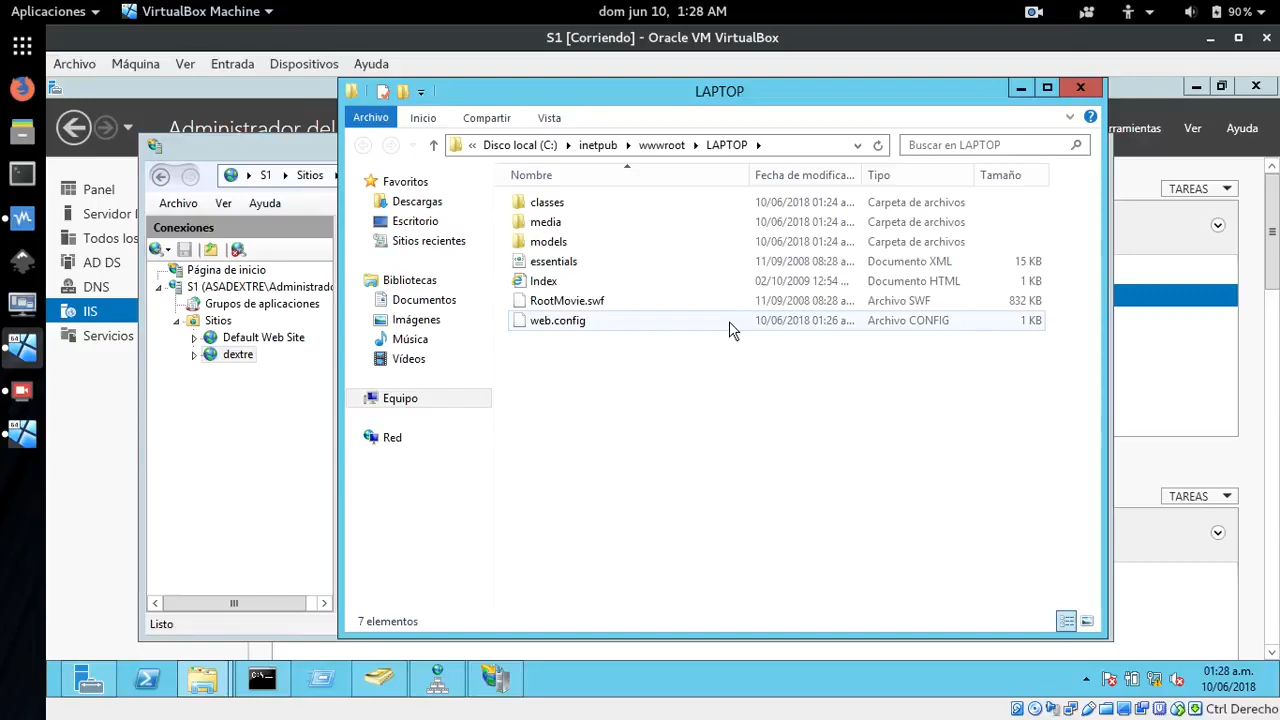 Aplicaciones
VirtualBox Machine
dom jun 10, 1:28 AM
90%
S1 [Corriendo] - Oracle VM VirtualBox
Archivo Máquina Ver Entrada Dispositivos Ayuda
Administrador del
rramientas Ver Ayuda
Panel
Servidor l
Todos los
AD DS
DNS
IIS
Servicios
S1 Sitios
Archivo Ver Ayuda
Conexiones
Página de inicio
S1 (ASADEXTRE\Administrado
Grupos de aplicaciones
Sitios
Default Web Site
dextre
Listo
LAPTOP
Archivo Inicio Compartir Vista
« Disco local (C:) inetpub wwwroot LAPTOP
Buscar en LAPTOP
Favoritos
Descargas
Escritorio
Sitios recientes
Bibliotecas
Documentos
Imágenes
Música
Vídeos
Equipo
Red
Nombre Fecha de modifica... Tipo Tamaño
classes 10/06/2018 01:24 a... Carpeta de archivos
media 10/06/2018 01:24 a... Carpeta de archivos
models 10/06/2018 01:24 a... Carpeta de archivos
essentials 11/09/2008 08:28 a... Documento XML 15 KB
Index 02/10/2009 12:54 ... Documento HTML 1 KB
RootMovie.swf 11/09/2008 08:28 a... Archivo SWF 832 KB
web.config 10/06/2018 01:26 a... Archivo CONFIG 1 KB
7 elementos
TAREAS
TAREAS
01:28 a.m.
10/06/2018
Ctrl Derecho